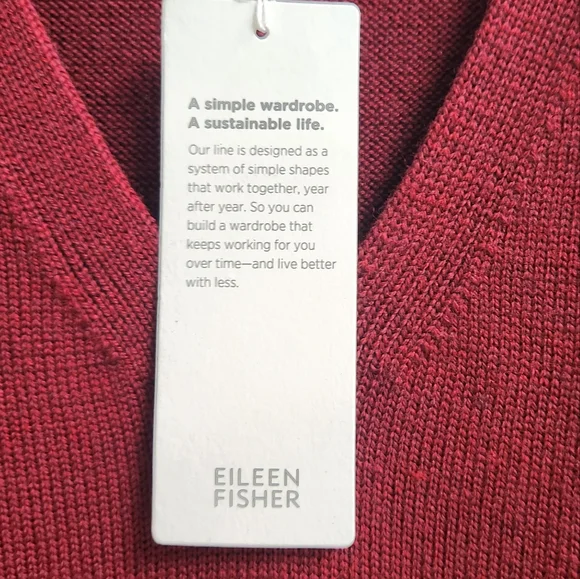 A simple wardrobe.
A sustainable life.
Our line is designed as a
system of simple shapes
that work together, year
after year. So you can
build a wardrobe that
keeps working for you
over time—and live better
with less.
EILEEN
FISHER